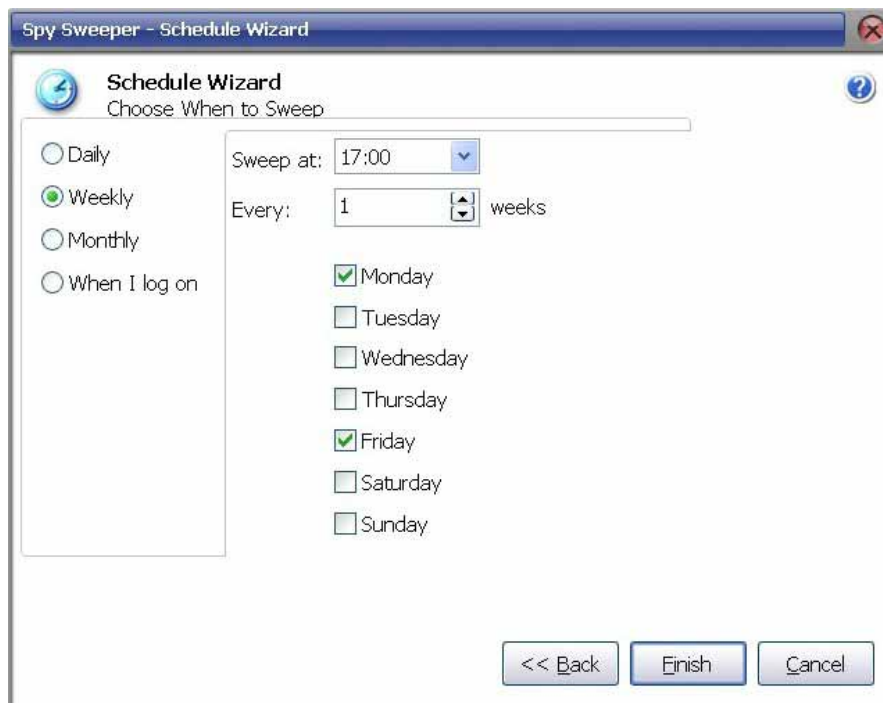 Spy Sweeper - Schedule Wizard
Schedule Wizard
Choose When to Sweep
Daily
Weekly
Monthly
When I log on
Sweep at: 17:00
Every: 1 weeks
Monday
Tuesday
Wednesday
Thursday
Friday
Saturday
Sunday
<< Back
Finish
Cancel